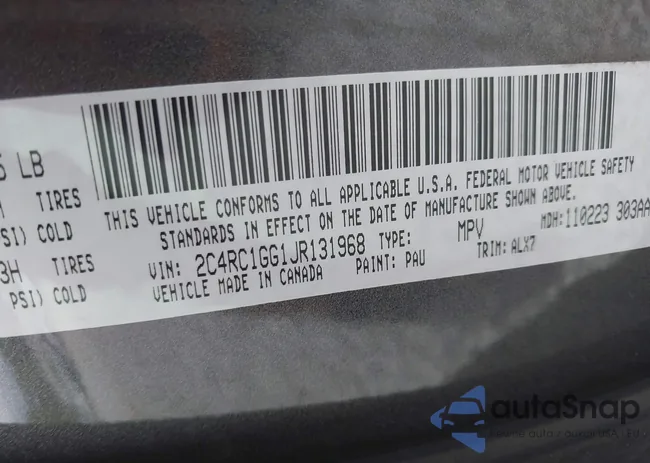 5 LB
TIRES
PSI) COLD
3H TIRES
PSI) COLD
THIS VEHICLE CONFORMS TO ALL APPLICABLE U.S.A. FEDERAL MOTOR VEHICLE SAFETY
STANDARDS IN EFFECT ON THE DATE OF MANUFACTURE SHOWN ABOVE.
VIN: 2C4RC1GG1JR131968 TYPE: MPV MDH:110223 303AA
VEHICLE MADE IN CANADA PAINT: PAU TRIM: ALX7
autaSnap